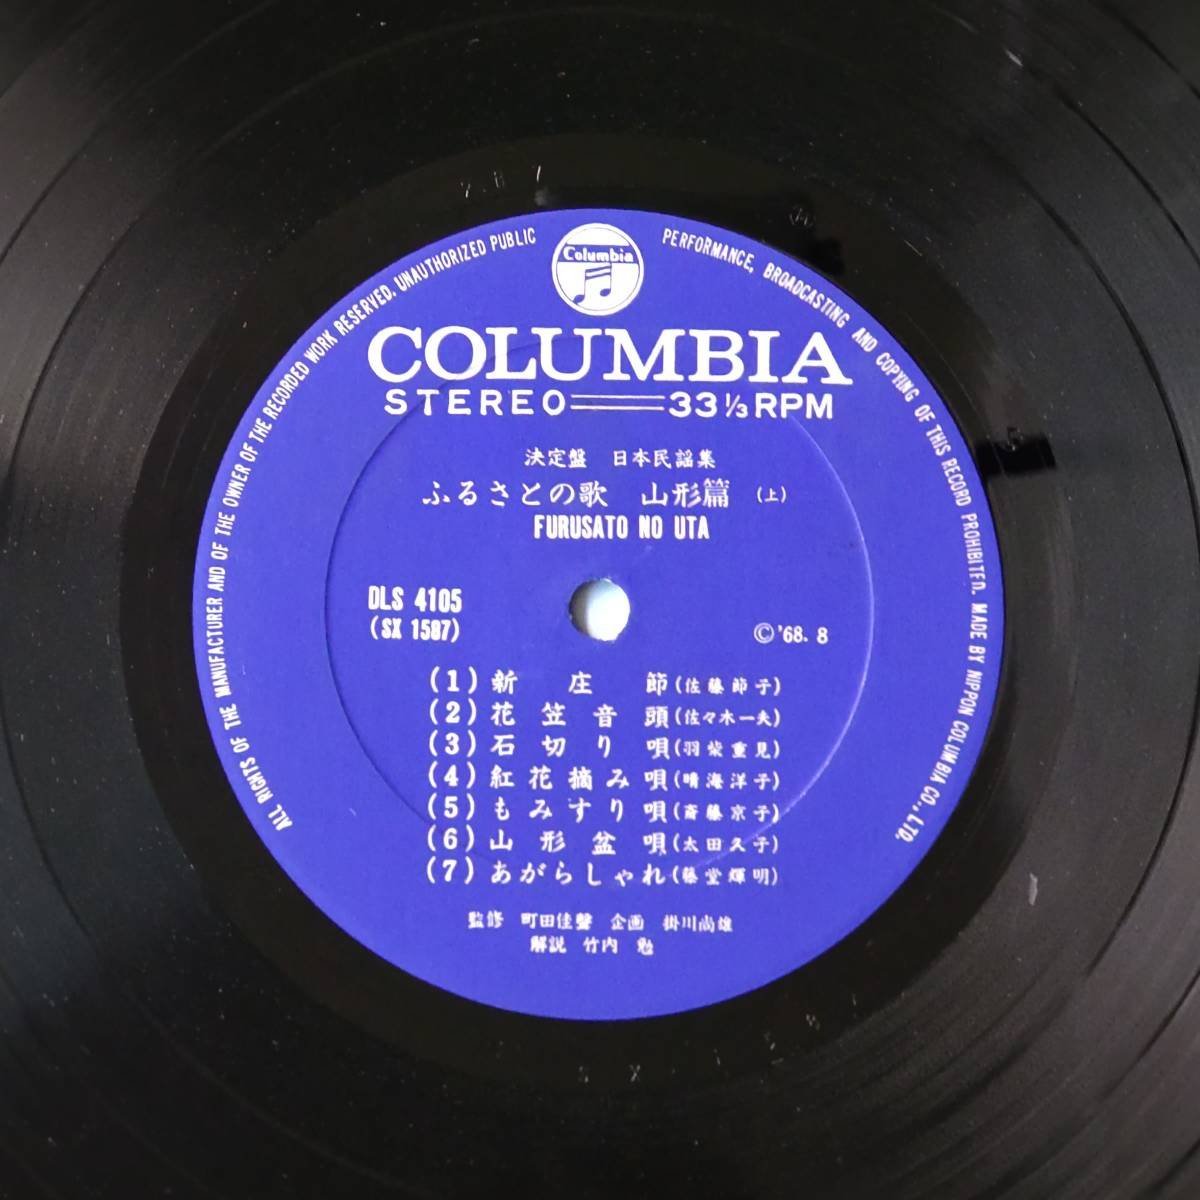 ALL RIGHTS OF THE MANUFACTURER AND OF THE OWNER OF THE RECORDED WORK RESERVED. UNAUTHORIZED PUBLIC PERFORMANCE, BROADCASTING AND COPYING OF THIS RECORD PROHIBITED. MADE BY NIPPON COLUMBIA CO., LTD.
Columbia
COLUMBIA
STEREO 33 1/3 RPM
決定盤 日本民謡集
ふるさとの歌 山形篇 (上)
FURUSATO NO UTA
DLS 4105
(SX 1587)
Ⓒ'68. 8
(1) 新庄節 (佐藤節子)
(2) 花笠音頭 (佐々木一夫)
(3) 石切り唄 (羽柴重見)
(4) 紅花摘み唄 (晴海洋子)
(5) もみすり唄 (斎藤京子)
(6) 山形盆唄 (太田久子)
(7) あがらしゃれ (藤堂輝明)
監修 町田佳聲 企画 掛川尚雄
解説 竹内 勉